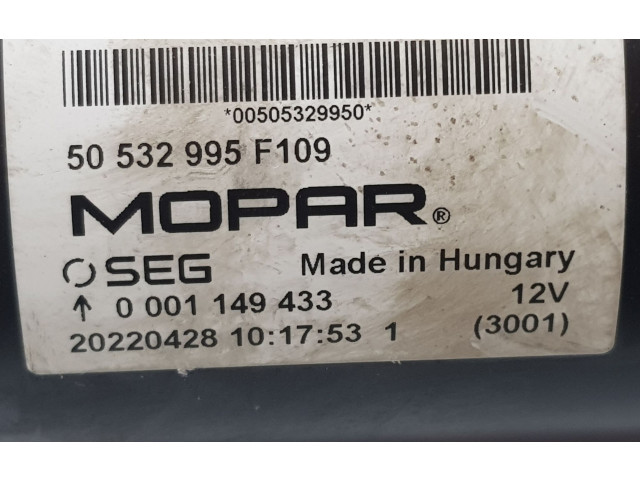 *00505329950*
50 532 995 F109
MOPAR®
SEG Made in Hungary
↑ 0 001 149 433 12V
20220428 10:17:53 1 (3001)